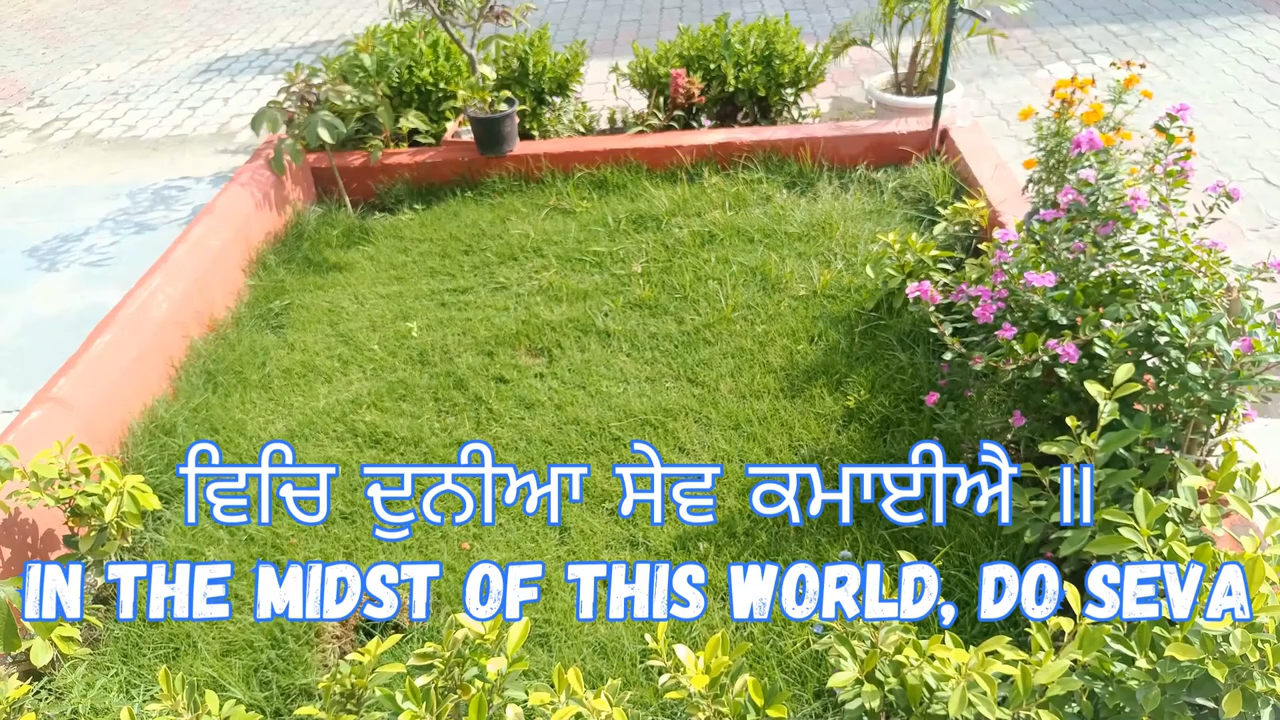 ਵਿਚਿ ਦੁਨੀਆ ਸੇਵ ਕਮਾਈਐ ॥
IN THE MIDST OF THIS WORLD, DO SEVA